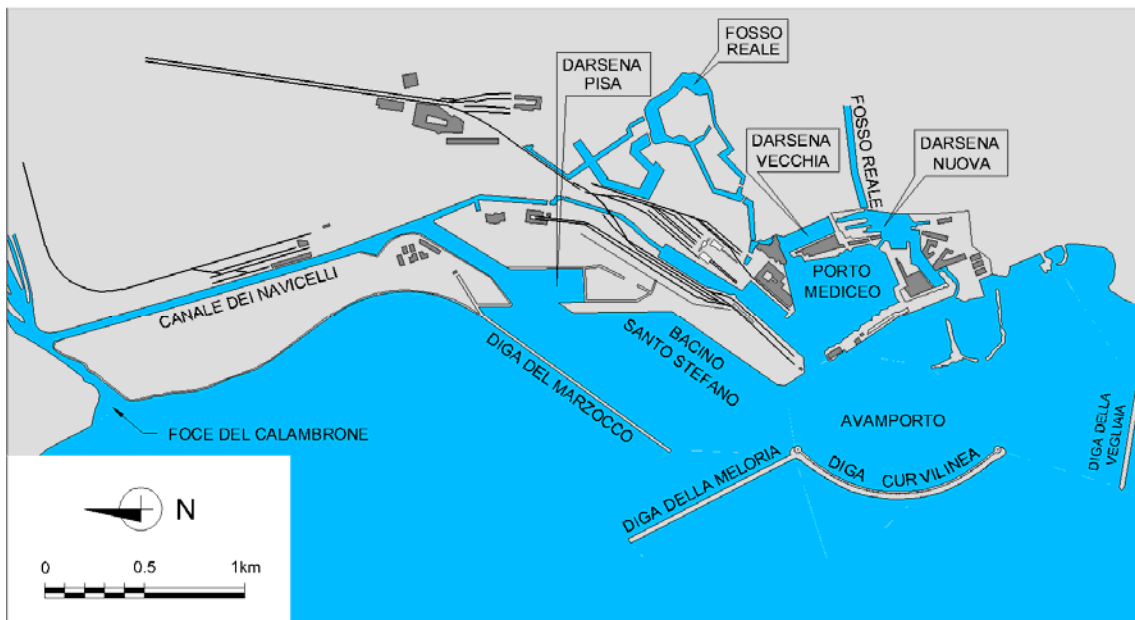 FOSSO
REALE
DARSENA
PISA
FOSSO REALE
DARSENA
VECCHIA
DARSENA
NUOVA
CANALE DEI NAVICELLI
PORTO
MEDICEO
BACINO
SANTO STEFANO
DIGA DEL MARZOCCO
FOCE DEL CALAMBRONE
AVAMPORTO
DIGA DELLA
VEGLIAIA
DIGA DELLA MELORIA
DIGA CURVILINEA
N
0 0.5 1km